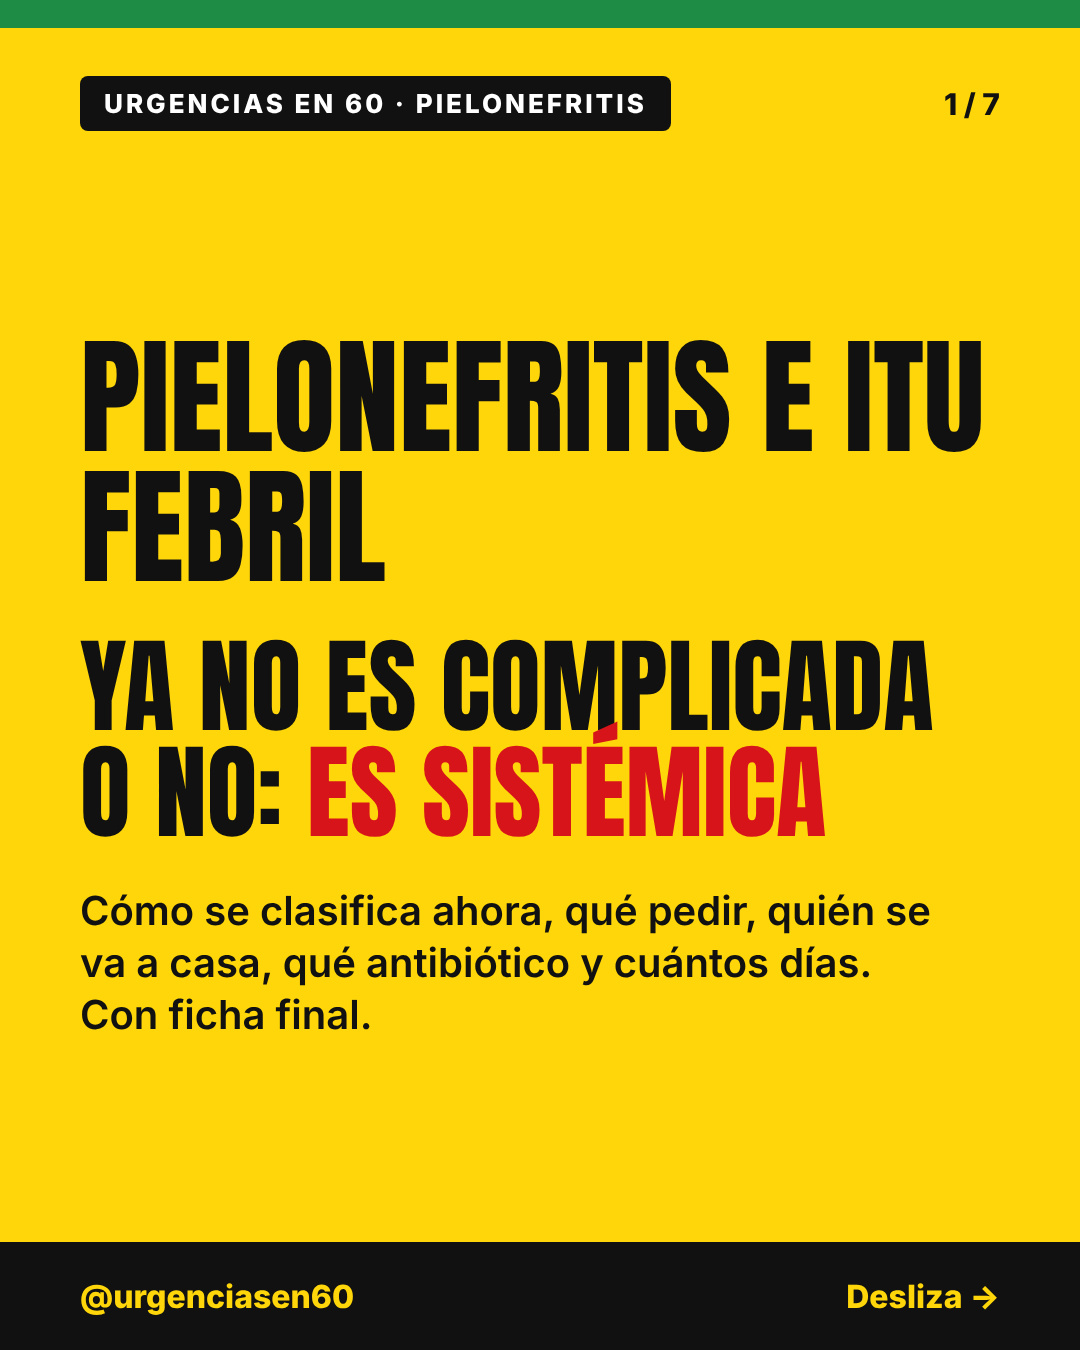 URGENCIAS EN 60 · PIELONEFRITIS
1 / 7
PIELONEFRITIS E ITU
FEBRIL
YA NO ES COMPLICADA
O NO: ES SISTÉMICA
Cómo se clasifica ahora, qué pedir, quién se
va a casa, qué antibiótico y cuántos días.
Con ficha final.
@urgenciasen60
Desliza →